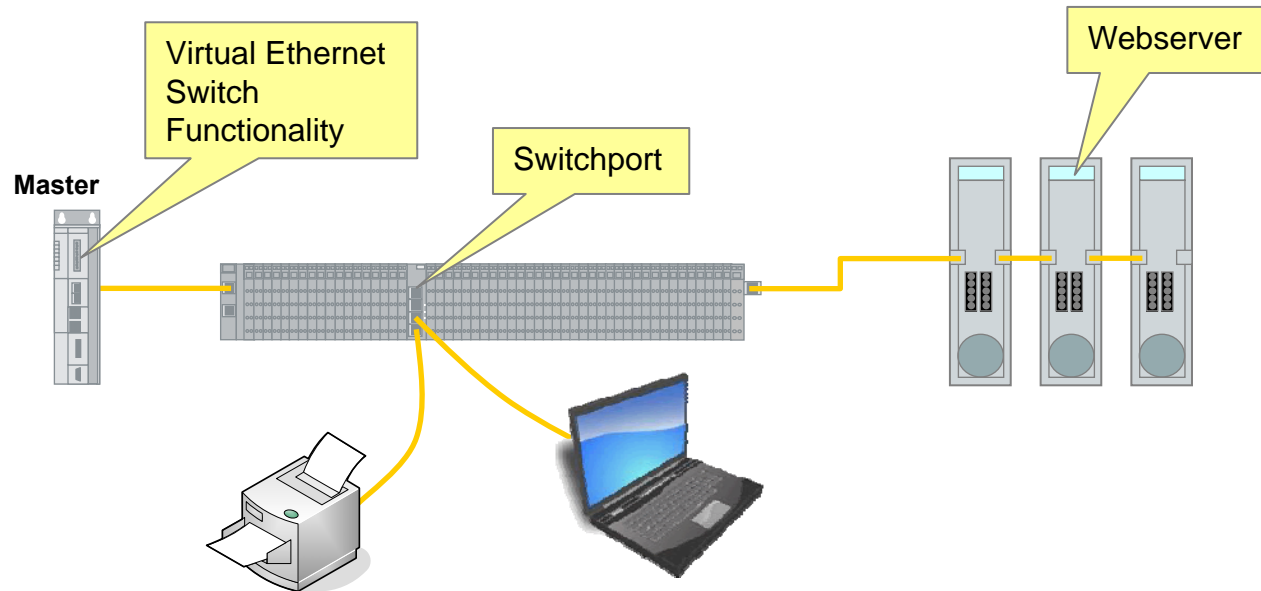 Virtual Ethernet
Switch
Functionality
Webserver
Switchport
Master